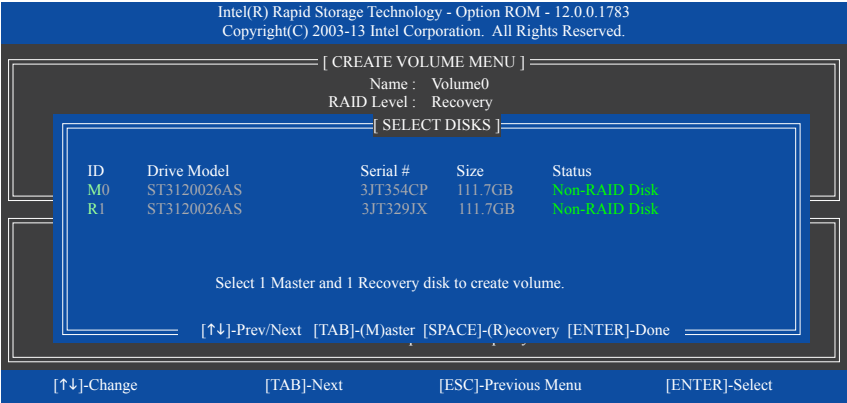 Intel(R) Rapid Storage Technology - Option ROM - 12.0.0.1783
Copyright(C) 2003-13 Intel Corporation. All Rights Reserved.
[ CREATE VOLUME MENU ]
Name : Volume0
RAID Level : Recovery
[ SELECT DISKS ]
ID Drive Model Serial # Size Status
M0 ST3120026AS 3JT354CP 111.7GB Non-RAID Disk
R1 ST3120026AS 3JT329JX 111.7GB Non-RAID Disk
Select 1 Master and 1 Recovery disk to create volume.
[↑↓]-Prev/Next [TAB]-(M)aster [SPACE]-(R)ecovery [ENTER]-Done
[↑↓]-Change [TAB]-Next [ESC]-Previous Menu [ENTER]-Select